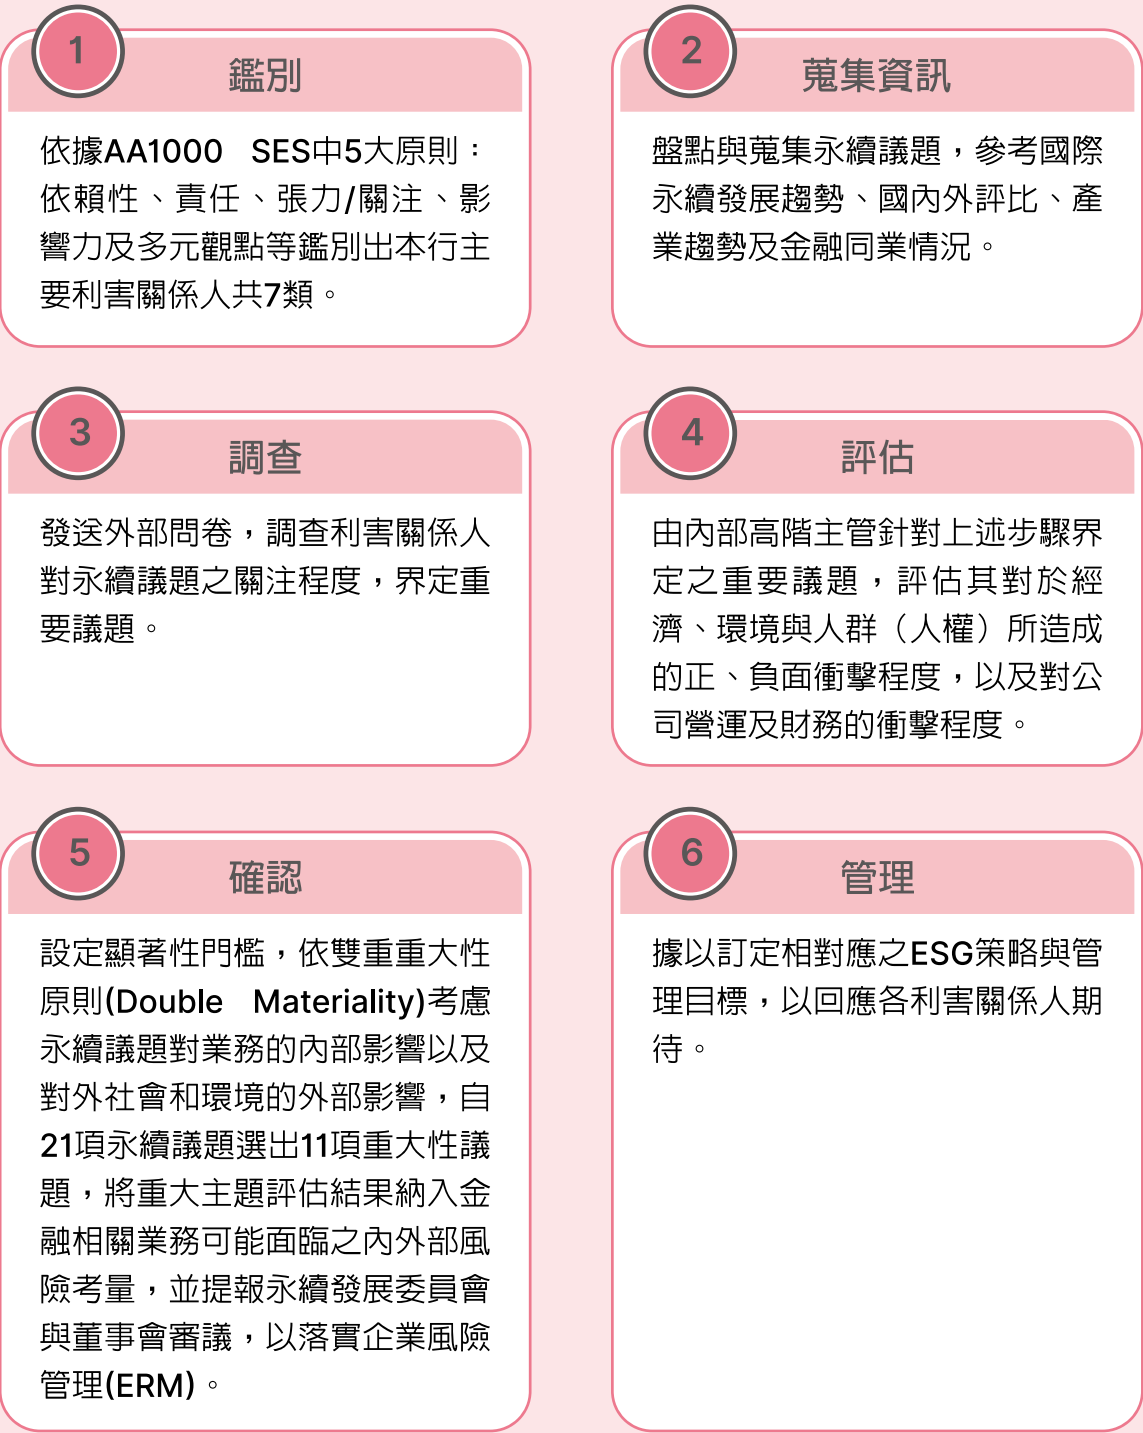 1
鑑別
依據AA1000 SES中5大原則：
依賴性、責任、張力/關注、影
響力及多元觀點等鑑別出本行主
要利害關係人共7類。
2
蒐集資訊
盤點與蒐集永續議題，參考國際
永續發展趨勢、國內外評比、產
業趨勢及金融同業情況。
3
調查
發送外部問卷，調查利害關係人
對永續議題之關注程度，界定重
要議題。
4
評估
由內部高階主管針對上述步驟界
定之重要議題，評估其對於經
濟、環境與人群（人權）所造成
的正、負面衝擊程度，以及對公
司營運及財務的衝擊程度。
5
確認
設定顯著性門檻，依雙重重大性
原則(Double Materiality)考慮
永續議題對業務的內部影響以及
對外社會和環境的外部影響，自
21項永續議題選出11項重大性議
題，將重大主題評估結果納入金
融相關業務可能面臨之內外部風
險考量，並提報永續發展委員會
與董事會審議，以落實企業風險
管理(ERM)。
6
管理
據以訂定相對應之ESG策略與管
理目標，以回應各利害關係人期
待。